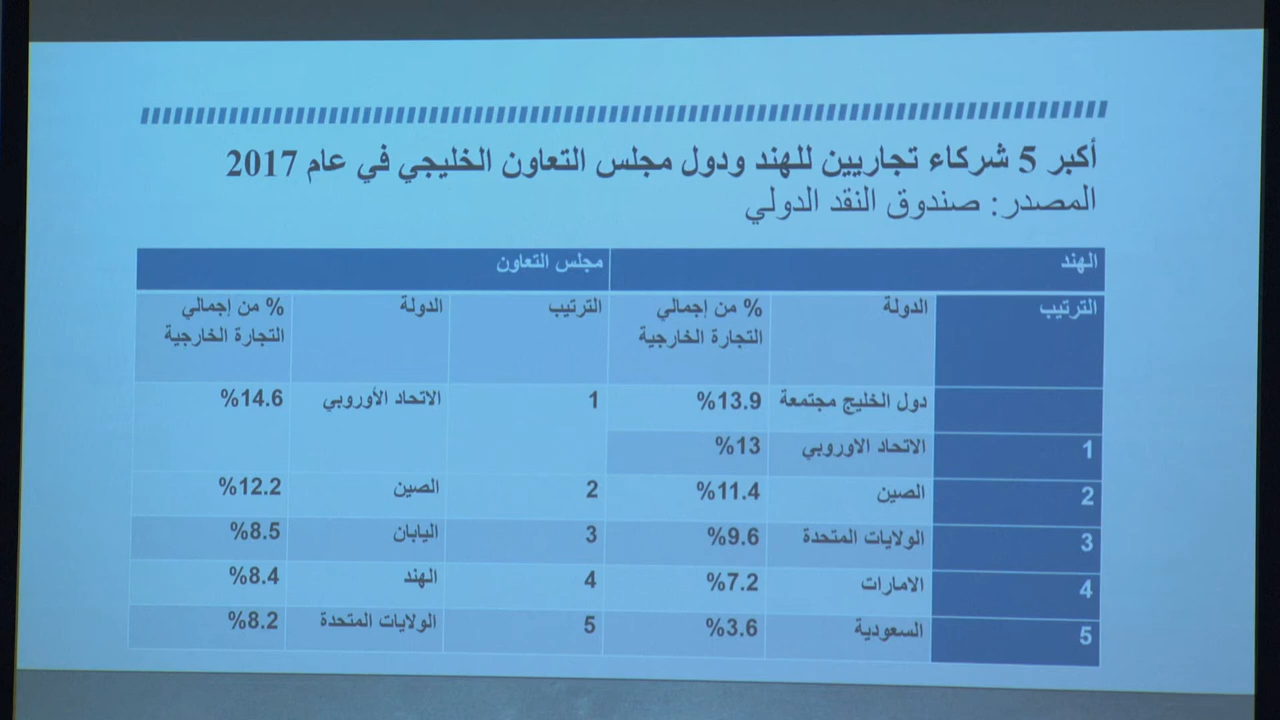 أكبر 5 شركاء تجاريين للهند ودول مجلس التعاون الخليجي في عام 2017
المصدر: صندوق النقد الدولي
الهند مجلس التعاون
الترتيب الدولة % من إجمالي التجارة الخارجية الترتيب الدولة % من إجمالي التجارة الخارجية
دول الخليج مجتمعة %13.9 1 الاتحاد الأوروبي %14.6
1 الاتحاد الاوروبي %13
2 الصين %11.4 2 الصين %12.2
3 الولايات المتحدة %9.6 3 اليابان %8.5
4 الامارات %7.2 4 الهند %8.4
5 السعودية %3.6 5 الولايات المتحدة %8.2